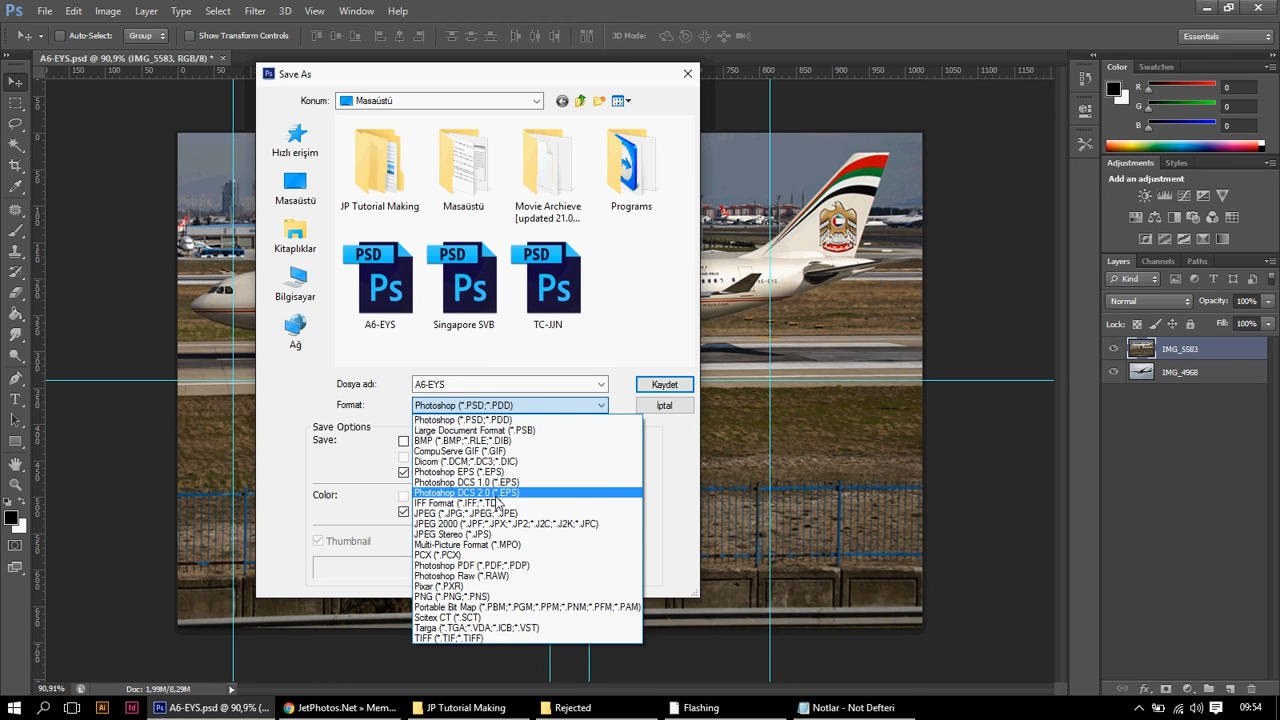 Ps File Edit Image Layer Type Select Filter 3D View Window Help
Auto-Select: Group Show Transform Controls 3D Mode: Essentials
A6-EYS.psd @ 90,9% (IMG_5583, RGB/8) * ×
Save As
Konum: Masaüstü
Hızlı erişim
Masaüstü
Kitaplıklar
Bilgisayar
Ağ
JP Tutorial Making
Masaüstü
Movie Archieve [updated 21.0...
Programs
PSD Ps A6-EYS
PSD Ps Singapore SVB
PSD Ps TC-JJN
Dosya adı: A6-EYS Kaydet
Format: Photoshop (*.PSD;*.PDD) İptal
Photoshop (*.PSD;*.PDD)
Large Document Format (*.PSB)
BMP (*.BMP;*.RLE;*.DIB)
CompuServe GIF (*.GIF)
Dicom (*.DCM;*.DC3;*.DIC)
Photoshop EPS (*.EPS)
Photoshop DCS 1.0 (*.EPS)
Photoshop DCS 2.0 (*.EPS)
IFF Format (*.IFF;
JPEG (*.JPG;*.JPEG;*.JPE)
JPEG 2000 (*.JPF;*.JPX;*.JP2;*.J2C;*.J2K;*.JPC)
JPEG Stereo (*.JPS)
Multi-Picture Format (*.MPO)
PCX (*.PCX)
Photoshop PDF (*.PDF;*.PDP)
Photoshop Raw (*.RAW)
Pixar (*.PXR)
PNG (*.PNG;*.PNS)
Portable Bit Map (*.PBM;*.PGM;*.PPM;*.PNM;*.PFM;*.PAM)
Scitex CT (*.SCT)
Targa (*.TGA;*.VDA;*.ICB;*.VST)
TIFF (*.TIF;*.TIFF)
Save Options
Save:
Color:
Thumbnail
Color Swatches
R 0
G 0
B 0
Adjustments Styles
Add an adjustment
Layers Channels Paths
Kind
Normal Opacity: 100%
Lock: Fill: 100%
IMG_5583
IMG_4968
90,91% Doc: 1,99M/8,29M
A6-EYS.psd @ 90,9% (... JetPhotos.Net » Mem... JP Tutorial Making Rejected Flashing Notlar - Not Defteri 09:54